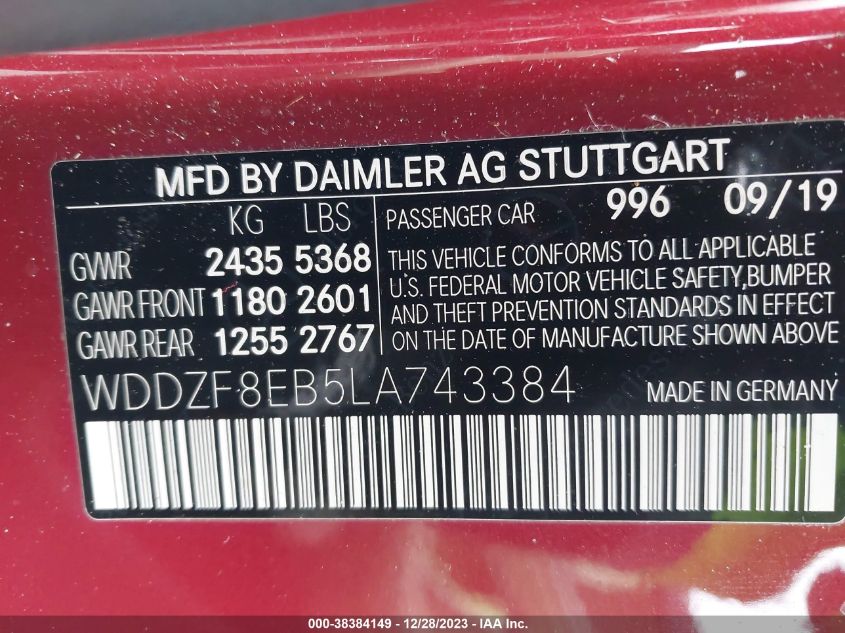 MFD BY DAIMLER AG STUTTGART
KG LBS
GVWR 2435 5368
GAWR FRONT 1180 2601
GAWR REAR 1255 2767
PASSENGER CAR 996 09/19
THIS VEHICLE CONFORMS TO ALL APPLICABLE
U.S. FEDERAL MOTOR VEHICLE SAFETY,BUMPER
AND THEFT PREVENTION STANDARDS IN EFFECT
ON THE DATE OF MANUFACTURE SHOWN ABOVE
WDDZF8EB5LA743384 MADE IN GERMANY
000-38384149 - 12/28/2023 - IAA Inc.